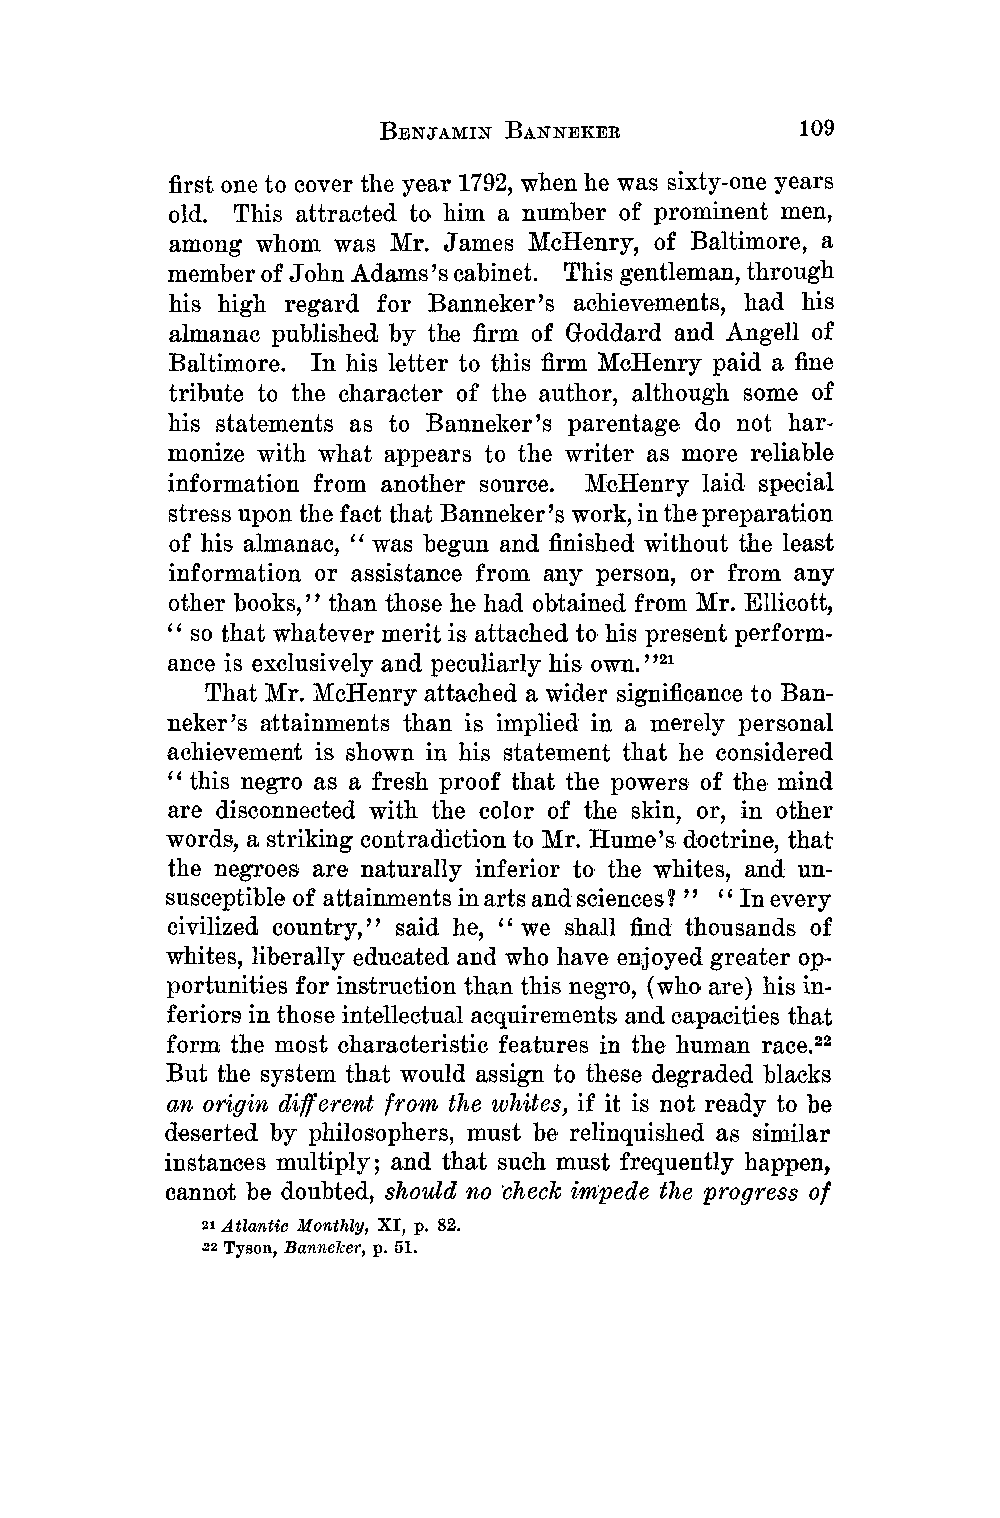 BENJAMIN BANNEKER 109
first one to cover the year 1792, when he was sixty-one years
old. This attracted to him a number of prominent men,
among whom was Mr. James McHenry, of Baltimore, a
member of John Adams's cabinet. This gentleman, through
his high regard for Banneker's achievements, had his
almanac published by the firm of Goddard and Angell of
Baltimore. In his letter to this firm McHenry paid a fine
tribute to the character of the author, although some of
his statements as to Banneker's parentage do not har-
monize with what appears to the writer as more reliable
information from another source. McHenry laid special
stress upon the fact that Banneker's work, in the preparation
of his almanac, "was begun and finished without the least
information or assistance from any person, or from any
other books," than those he had obtained from Mr. Ellicott,
"so that whatever merit is attached to his present perform-
ance is exclusively and peculiarly his own."21
That Mr. McHenry attached a wider significance to Ban-
neker's attainments than is implied in a merely personal
achievement is shown in his statement that he considered
"this negro as a fresh proof that the powers of the mind
are disconnected with the color of the skin, or, in other
words, a striking contradiction to Mr. Hume's doctrine, that
the negroes are naturally inferior to the whites, and un-
susceptible of attainments in arts and sciences?" "In every
civilized country," said he, "we shall find thousands of
whites, liberally educated and who have enjoyed greater op-
portunities for instruction than this negro, (who are) his in-
feriors in those intellectual acquirements and capacities that
form the most characteristic features in the human race.22
But the system that would assign to these degraded blacks
an origin different from the whites, if it is not ready to be
deserted by philosophers, must be relinquished as similar
instances multiply; and that such must frequently happen,
cannot be doubted, should no check impede the progress of
21 Atlantic Monthly, XI, p. 82.
22 Tyson, Banneker, p. 51.